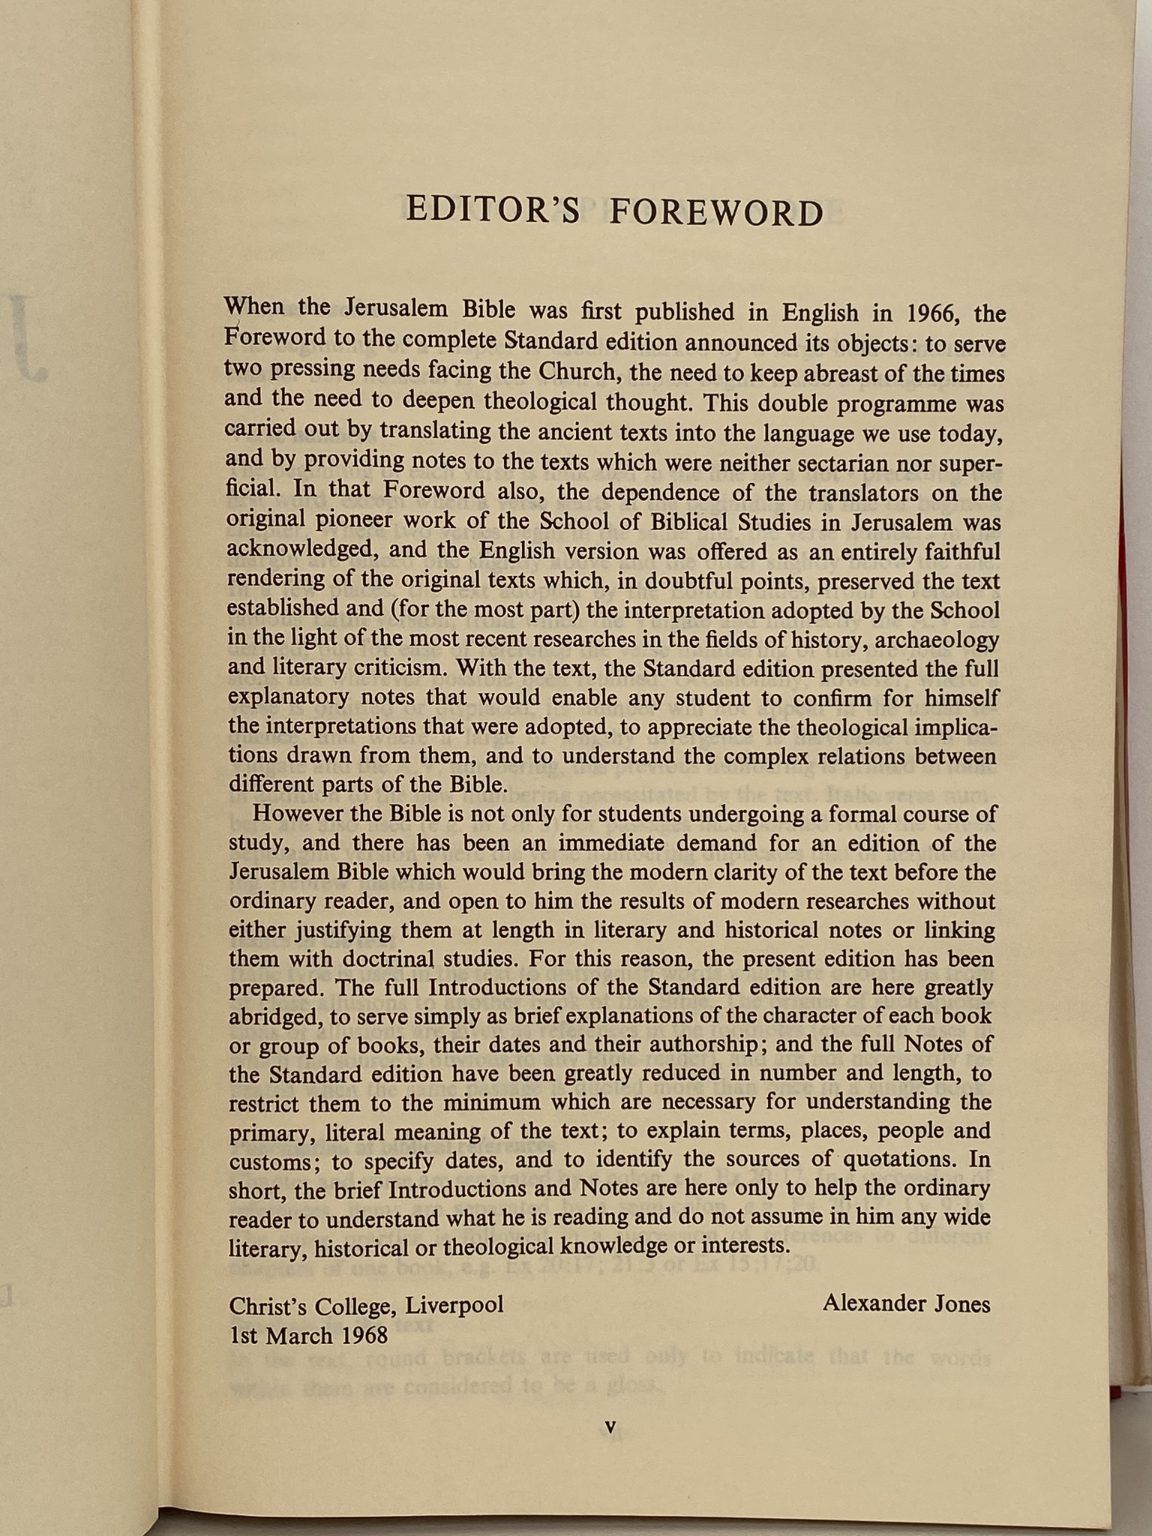 EDITOR'S FOREWORD
When the Jerusalem Bible was first published in English in 1966, the
Foreword to the complete Standard edition announced its objects: to serve
two pressing needs facing the Church, the need to keep abreast of the times
and the need to deepen theological thought. This double programme was
carried out by translating the ancient texts into the language we use today,
and by providing notes to the texts which were neither sectarian nor super-
ficial. In that Foreword also, the dependence of the translators on the
original pioneer work of the School of Biblical Studies in Jerusalem was
acknowledged, and the English version was offered as an entirely faithful
rendering of the original texts which, in doubtful points, preserved the text
established and (for the most part) the interpretation adopted by the School
in the light of the most recent researches in the fields of history, archaeology
and literary criticism. With the text, the Standard edition presented the full
explanatory notes that would enable any student to confirm for himself
the interpretations that were adopted, to appreciate the theological implica-
tions drawn from them, and to understand the complex relations between
different parts of the Bible.
However the Bible is not only for students undergoing a formal course of
study, and there has been an immediate demand for an edition of the
Jerusalem Bible which would bring the modern clarity of the text before the
ordinary reader, and open to him the results of modern researches without
either justifying them at length in literary and historical notes or linking
them with doctrinal studies. For this reason, the present edition has been
prepared. The full Introductions of the Standard edition are here greatly
abridged, to serve simply as brief explanations of the character of each book
or group of books, their dates and their authorship; and the full Notes of
the Standard edition have been greatly reduced in number and length, to
restrict them to the minimum which are necessary for understanding the
primary, literal meaning of the text; to explain terms, places, people and
customs; to specify dates, and to identify the sources of quotations. In
short, the brief Introductions and Notes are here only to help the ordinary
reader to understand what he is reading and do not assume in him any wide
literary, historical or theological knowledge or interests.
Christ's College, Liverpool Alexander Jones
1st March 1968
v